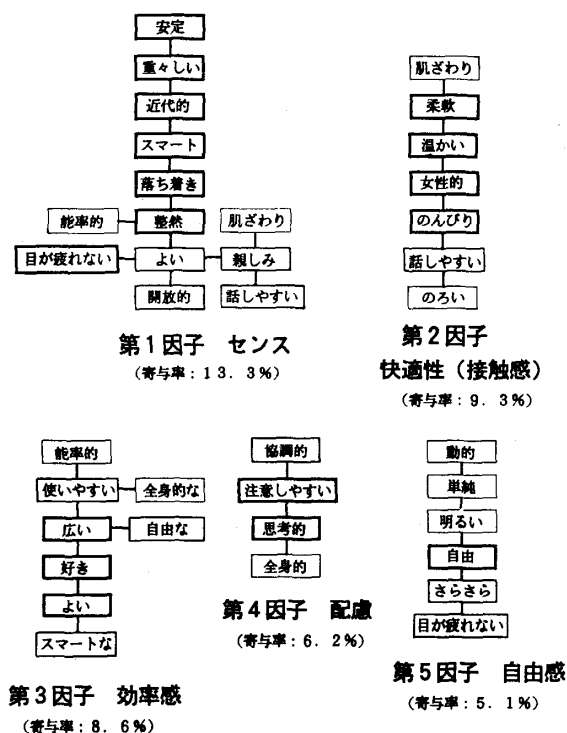 安定
重々しい
近代的
スマート
落ち着き
能率的
整然
肌ざわり
目が疲れない
よい
親しみ
開放的
話しやすい
第1因子 センス
(寄与率:13.3%)
肌ざわり
柔軟
温かい
女性的
のんびり
話しやすい
のろい
第2因子
快適性(接触感)
(寄与率:9.3%)
能率的
使いやすい
全身的な
広い
自由な
好き
よい
スマートな
第3因子 効率感
(寄与率:8.6%)
協調的
注意しやすい
思考的
全身的
第4因子 配慮
(寄与率:6.2%)
動的
単純
明るい
自由
さらさら
目が疲れない
第5因子 自由感
(寄与率:5.1%)